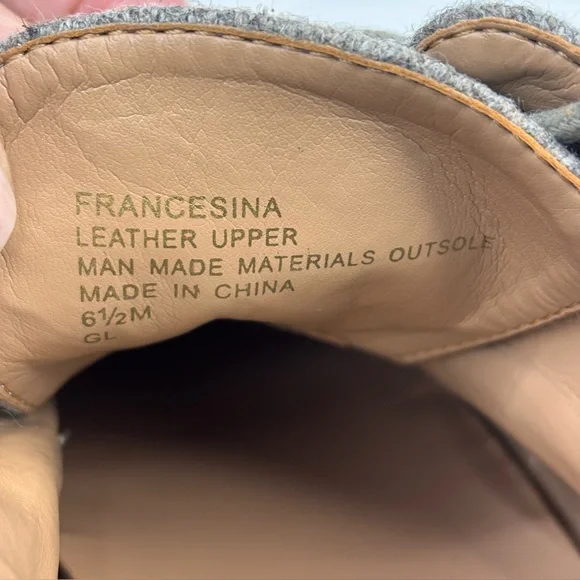 FRANCESINA
LEATHER UPPER
MAN MADE MATERIALS OUTSOLE
MADE IN CHINA
6½M
GL